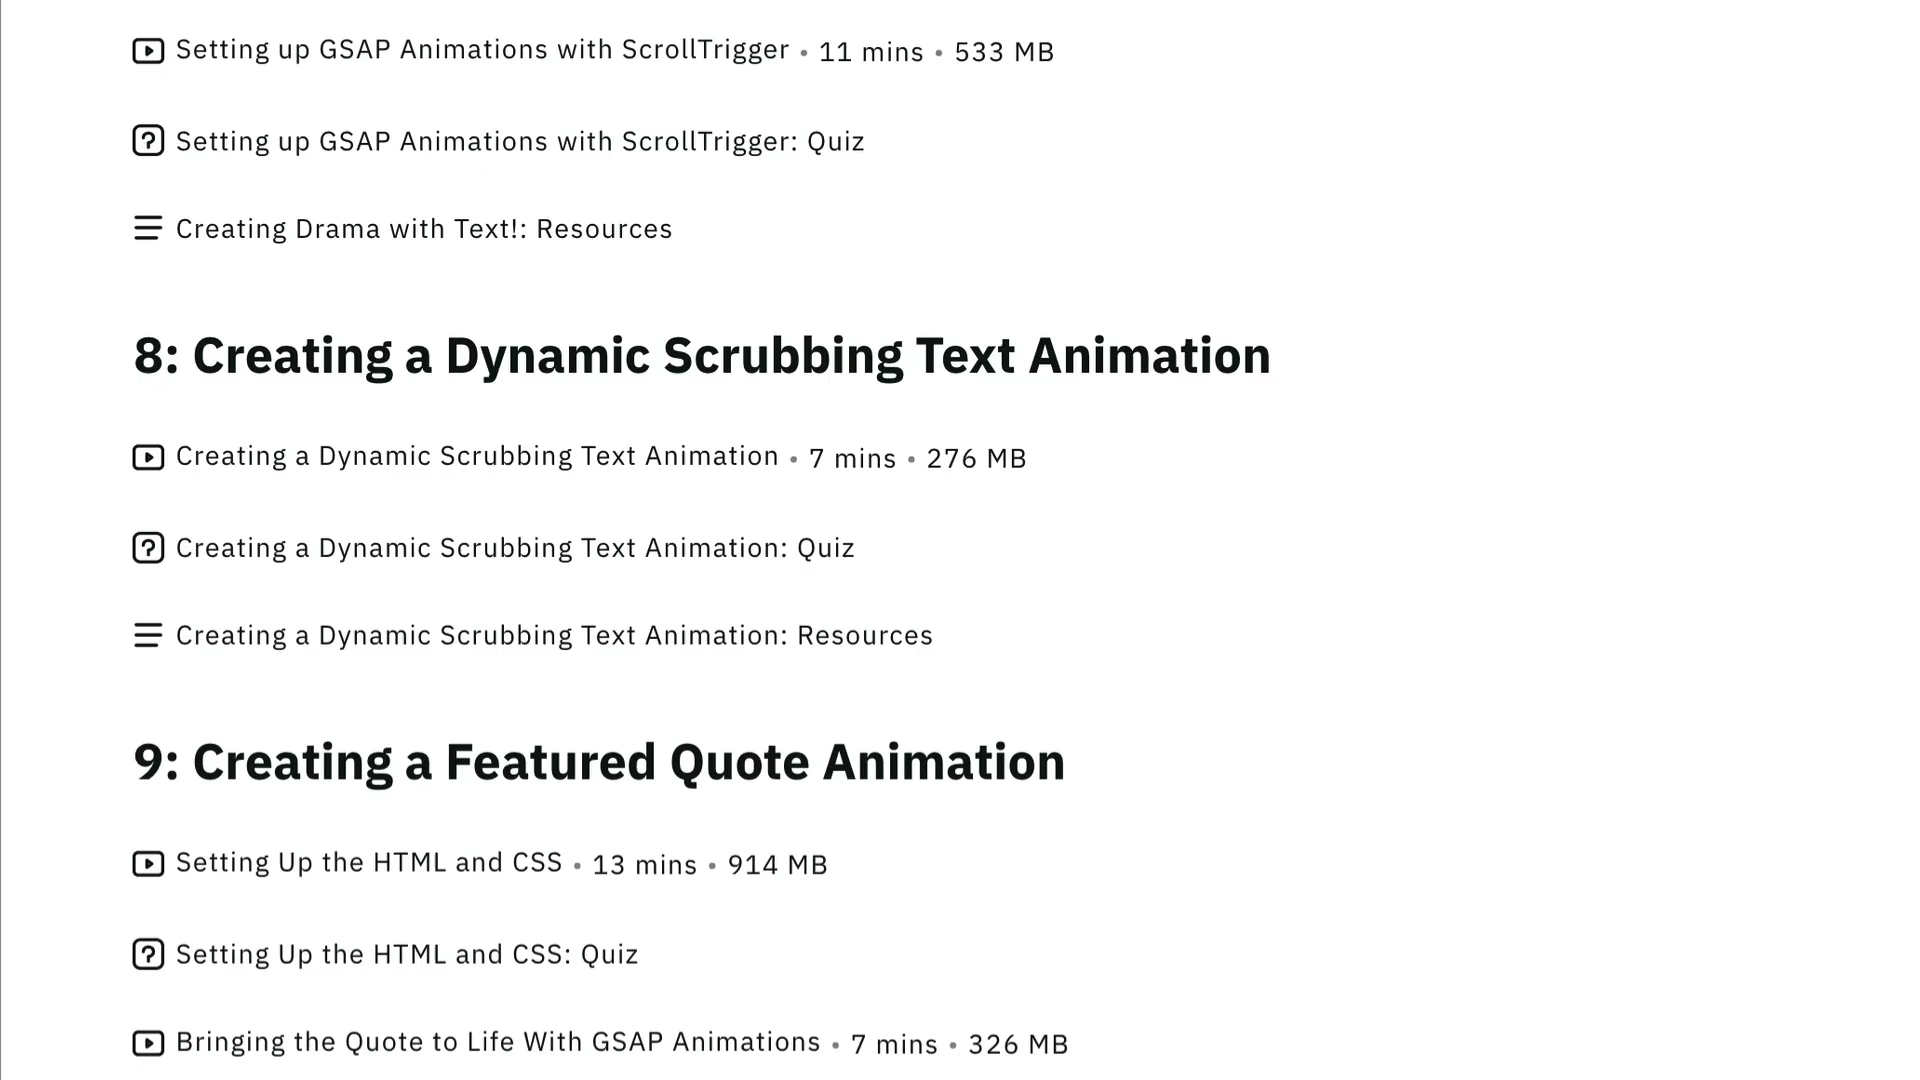 Setting up GSAP Animations with ScrollTrigger • 11 mins • 533 MB
Setting up GSAP Animations with ScrollTrigger: Quiz
Creating Drama with Text!: Resources
8: Creating a Dynamic Scrubbing Text Animation
Creating a Dynamic Scrubbing Text Animation • 7 mins • 276 MB
Creating a Dynamic Scrubbing Text Animation: Quiz
Creating a Dynamic Scrubbing Text Animation: Resources
9: Creating a Featured Quote Animation
Setting Up the HTML and CSS • 13 mins • 914 MB
Setting Up the HTML and CSS: Quiz
Bringing the Quote to Life With GSAP Animations • 7 mins • 326 MB